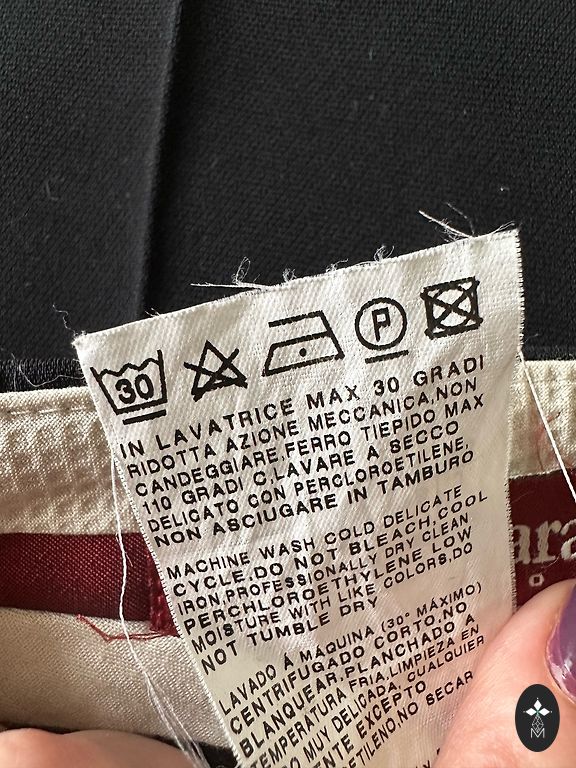 30
P
IN LAVATRICE MAX 30 GRADI
RIDOTTA AZIONE MECCANICA,NON
CANDEGGIARE,FERRO TIEPIDO MAX
110 GRADI C,LAVARE A SECCO
DELICATO CON PERCLOROETILENE,
NON ASCIUGARE IN TAMBURO
MACHINE WASH COLD DELICATE
CYCLE.DO NOT BLEACH,COOL
IRON,PROFESSIONALLY DRY CLEAN
PERCHLOROETHYLENE LOW
MOISTURE WITH LIKE COLORS,DO
NOT TUMBLE DRY
LAVADO A MÁQUINA (30° MÁXIMO)
CENTRIFUGADO CORTO,NO
BLANQUEAR,PLANCHADO A
TEMPERATURA FRIA,LIMPIEZA EN
MUY DELICADA, CUALQUIER
EXCEPTO
NO SECAR
ara
M